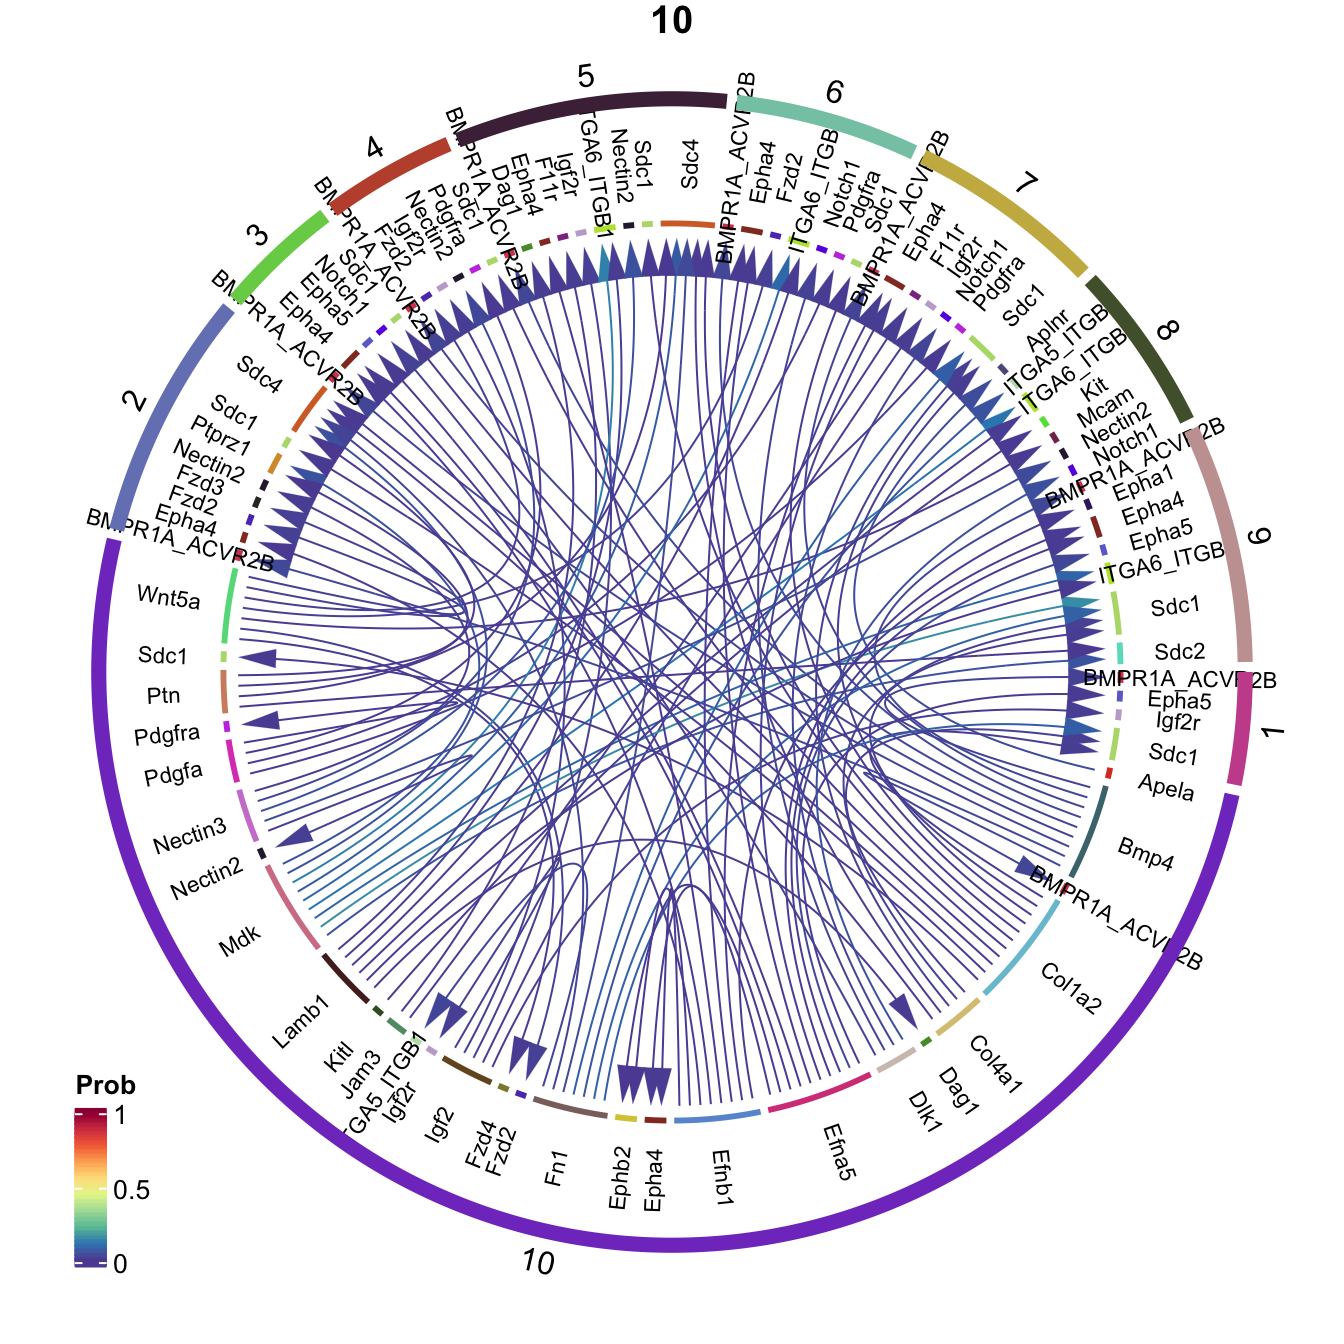 10
5
BMPR1A_ACVR2B
Dag1
Epha4
F11r
Igf2r
ITGA6_ITGB1
Nectin2
Sdc1
Sdc4
6
BMPR1A_ACVR2B
Epha4
Fzd2
ITGA6_ITGB
Notch1
Pdgfra
Sdc1
7
BMPR1A_ACVR2B
Epha4
F11r
Igf2r
Notch1
Pdgfra
Sdc1
8
Aplnr
ITGA5_ITGB
ITGA6_ITGB
Kit
Mcam
Nectin2
Notch1
9
BMPR1A_ACVR2B
Epha1
Epha4
Epha5
ITGA6_ITGB
Sdc1
Sdc2
1
BMPR1A_ACVR2B
Epha5
Igf2r
Sdc1
10
Apela
Bmp4
BMPR1A_ACVR2B
Col1a2
Col4a1
Dag1
Dlk1
Efna5
Efnb1
Epha4
Ephb2
Fn1
Fzd2
Fzd4
Igf2
Igf2r
TGA5_ITGB1
Jam3
Kitl
Lamb1
Mdk
Nectin2
Nectin3
Pdgfa
Pdgfra
Ptn
Sdc1
Wnt5a
2
BMPR1A_ACVR2B
Epha4
Fzd2
Fzd3
Nectin2
Ptprz1
Sdc1
Sdc4
3
BMPR1A_ACVR2B
Epha4
Epha5
Notch1
Sdc1
4
BMPR1A_ACVR2B
Fzd2
Igf2r
Nectin2
Pdgfra
Sdc1
Prob
1
0.5
0